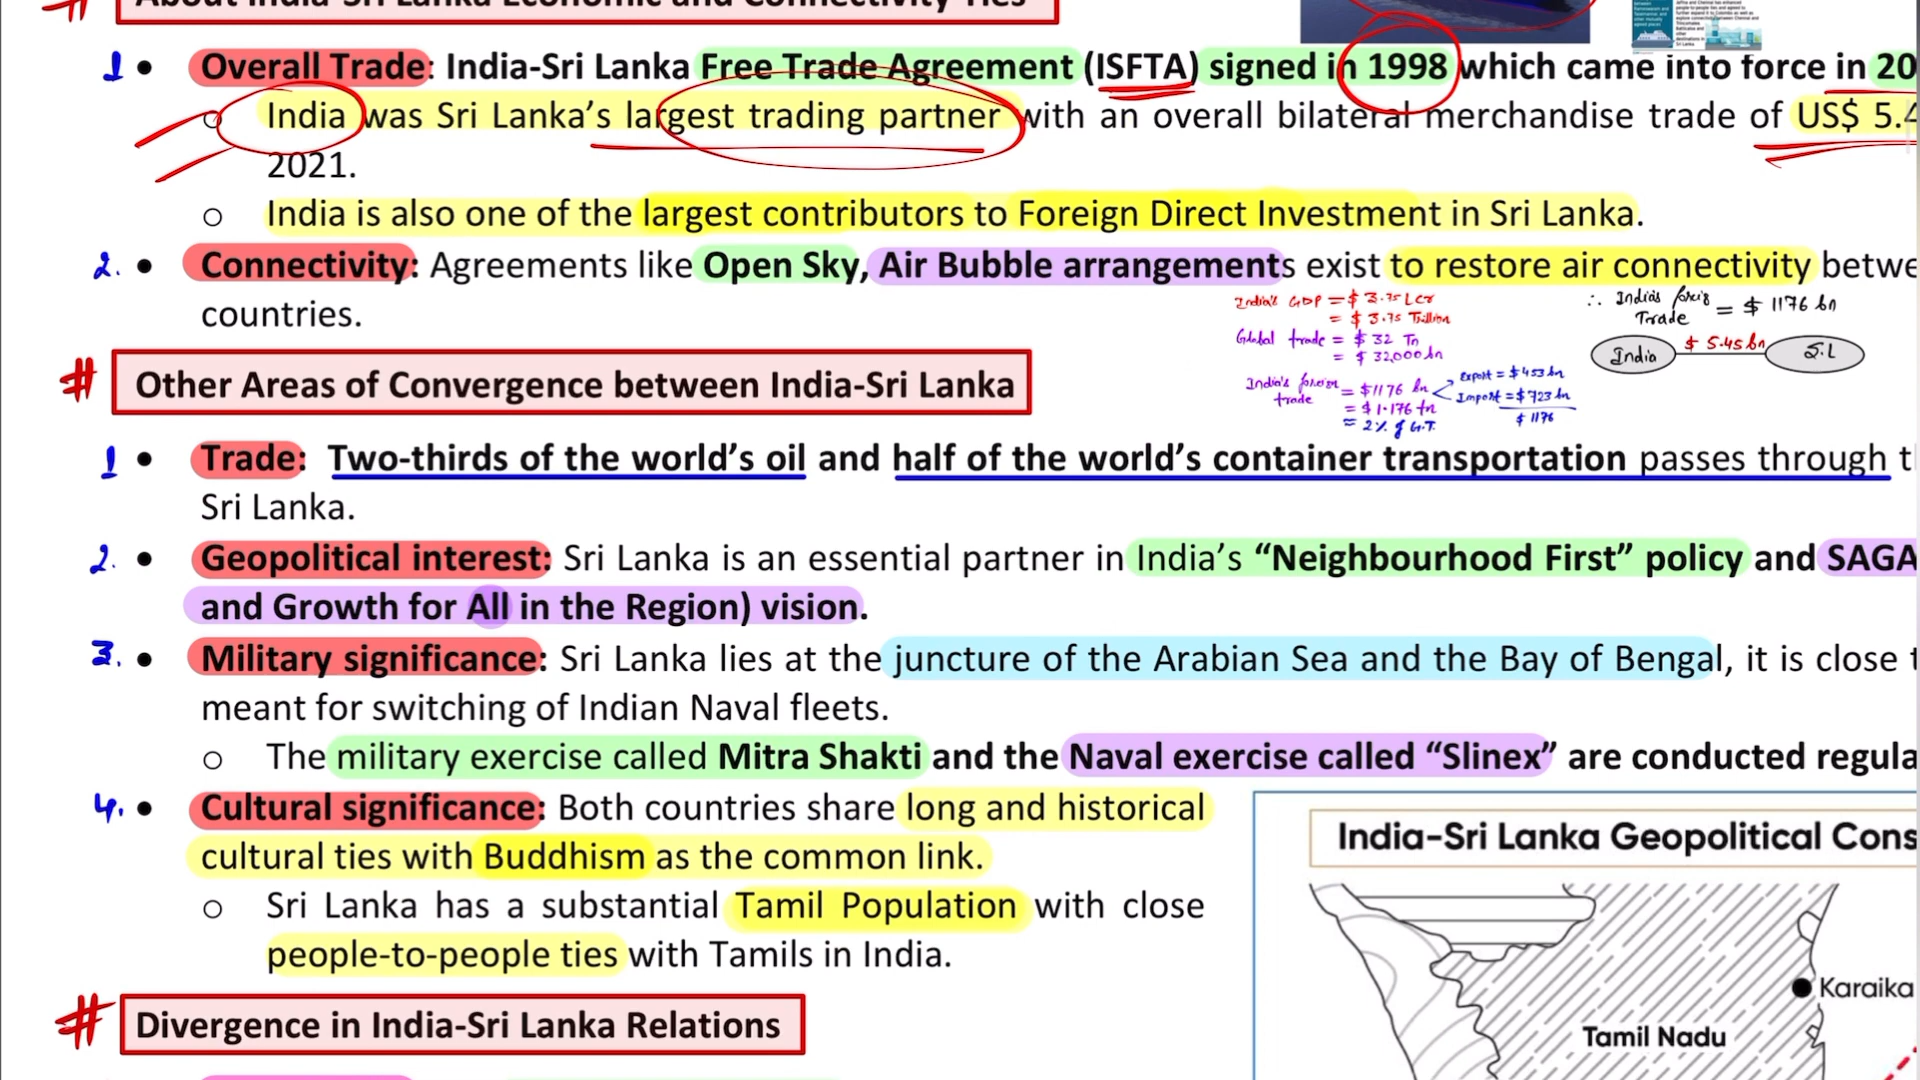 # About India-Sri Lanka Economic and Connectivity Ties
1 • Overall Trade: India-Sri Lanka Free Trade Agreement (ISFTA) signed in 1998 which came into force in 20
o India was Sri Lanka’s largest trading partner with an overall bilateral merchandise trade of US$ 5.4
2021.
o India is also one of the largest contributors to Foreign Direct Investment in Sri Lanka.
2. • Connectivity: Agreements like Open Sky, Air Bubble arrangements exist to restore air connectivity betwe
countries.
India's GDP = $ 3.75 Lcr
= $ 3.75 Trillion
Global trade = $ 32 Tn
= $ 32,000 bn
India's foreign trade = $1176 bn
= $ 1.176 tn
≈ 2% of G.T.
Export = $453 bn
Import = $723 bn
$ 1176
∴ India's foreig Trade = $ 1176 bn
India $ 5.45 bn S.L
# Other Areas of Convergence between India-Sri Lanka
1 • Trade: Two-thirds of the world’s oil and half of the world’s container transportation passes through t
Sri Lanka.
2. • Geopolitical interest: Sri Lanka is an essential partner in India’s “Neighbourhood First” policy and SAGA
and Growth for All in the Region) vision.
3. • Military significance: Sri Lanka lies at the juncture of the Arabian Sea and the Bay of Bengal, it is close t
meant for switching of Indian Naval fleets.
o The military exercise called Mitra Shakti and the Naval exercise called “Slinex” are conducted regula
4. • Cultural significance: Both countries share long and historical
cultural ties with Buddhism as the common link.
o Sri Lanka has a substantial Tamil Population with close
people-to-people ties with Tamils in India.
India-Sri Lanka Geopolitical Cons
Karaika
Tamil Nadu
# Divergence in India-Sri Lanka Relations